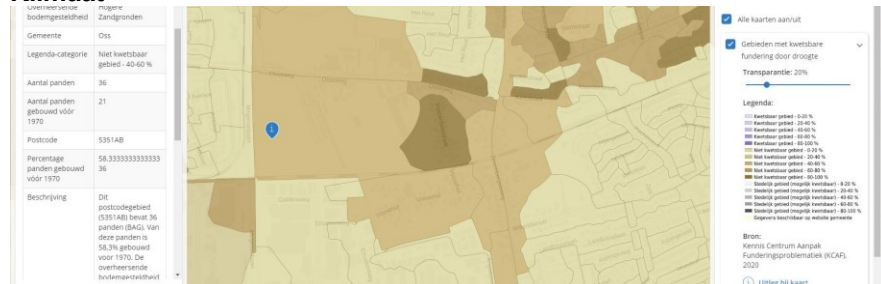 Overheersende
bodemgesteldheid
Hogere
Zandgronden
Gemeente
Oss
Legenda-categorie
Niet kwetsbaar
gebied - 40-60 %
Aantal panden
36
Aantal panden
gebouwd vóór
1970
21
Postcode
5351AB
Percentage
panden gebouwd
vóór 1970
58,3333333333333
36
Beschrijving
Dit
postcodegebied
(5351AB) bevat 36
panden (BAG). Van
deze panden is
58,3% gebouwd
voor 1970. De
overheersende
bodemgesteldheid
1
Alle kaarten aan/uit
Gebieden met kwetsbare
fundering door droogte
Transparantie: 20%
Legenda:
Kwetsbaar gebied - 0-20 %
Kwetsbaar gebied - 20-40 %
Kwetsbaar gebied - 40-60 %
Kwetsbaar gebied - 60-80 %
Kwetsbaar gebied - 80-100 %
Niet kwetsbaar gebied - 0-20 %
Niet kwetsbaar gebied - 20-40 %
Niet kwetsbaar gebied - 40-60 %
Niet kwetsbaar gebied - 60-80 %
Niet kwetsbaar gebied - 80-100 %
Stedelijk gebied (mogelijk kwetsbaar) - 0-20 %
Stedelijk gebied (mogelijk kwetsbaar) - 20-40 %
Stedelijk gebied (mogelijk kwetsbaar) - 40-60 %
Stedelijk gebied (mogelijk kwetsbaar) - 60-80 %
Stedelijk gebied (mogelijk kwetsbaar) - 80-100 %
Gegevens beschikbaar op website gemeente
Bron:
Kennis Centrum Aanpak
Funderingsproblematiek (KCAF),
2020
Uitleg bij kaart